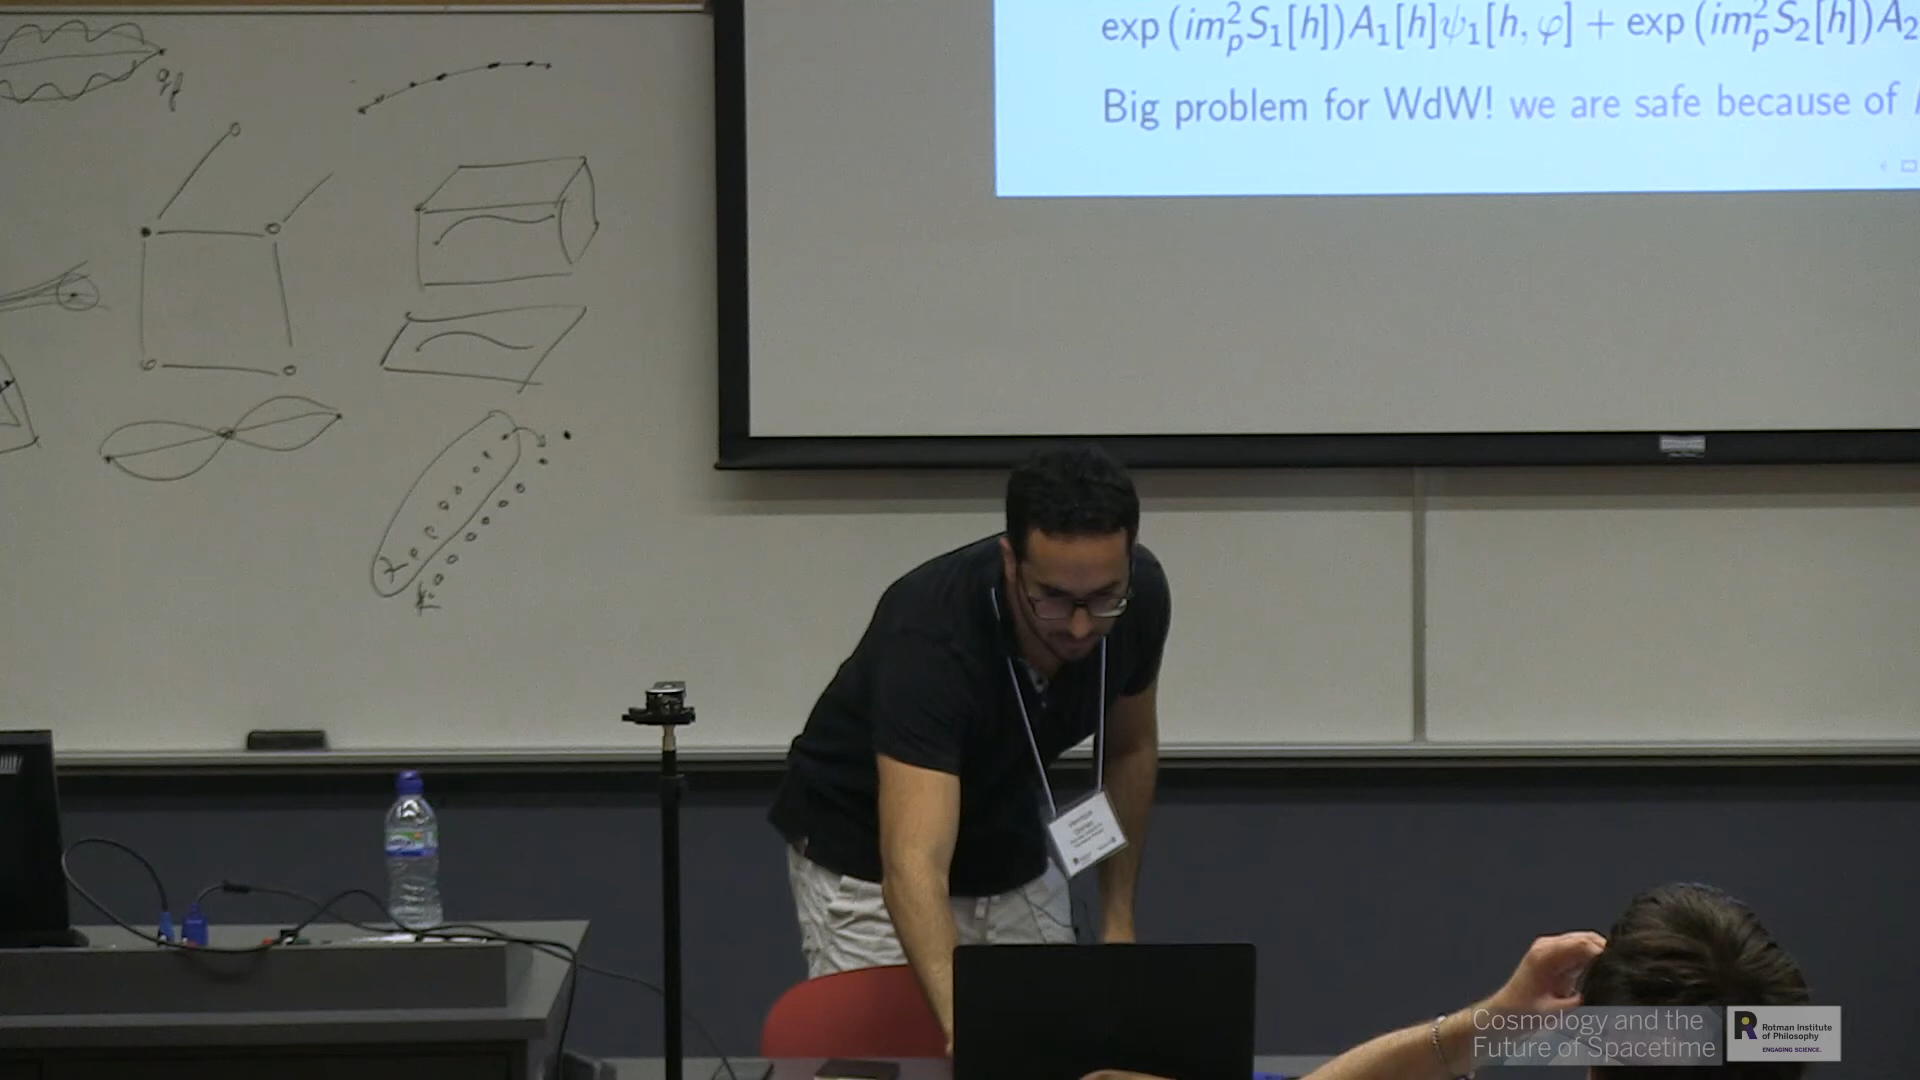 exp (im²ₚS₁[h])A₁[h]ψ₁[h, φ] + exp (im²ₚS₂[h])A₂
Big problem for WdW! we are safe because of
qf
Cosmology and the
Future of Spacetime
R
Rotman Institute
of Philosophy
ENGAGING SCIENCE.